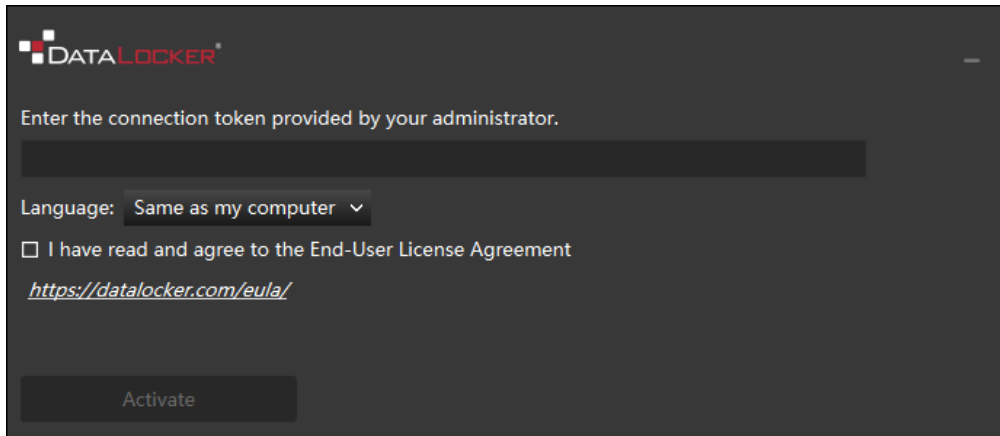 DATALOCKER®
Enter the connection token provided by your administrator.
Language: Same as my computer
I have read and agree to the End-User License Agreement
https://datalocker.com/eula/
Activate